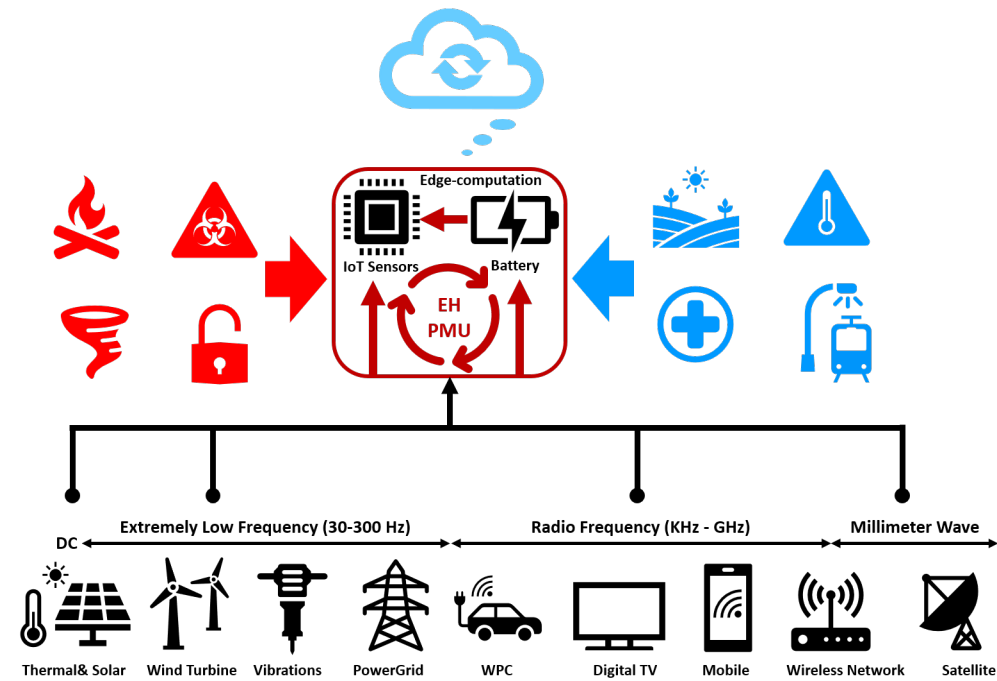 Edge-computation
IoT Sensors
Battery
EH
PMU
Extremely Low Frequency (30-300 Hz)
Radio Frequency (KHz - GHz)
Millimeter Wave
DC
Thermal& Solar
Wind Turbine
Vibrations
PowerGrid
WPC
Digital TV
Mobile
Wireless Network
Satellite